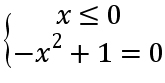 x ≤ 0
−x² + 1 = 0